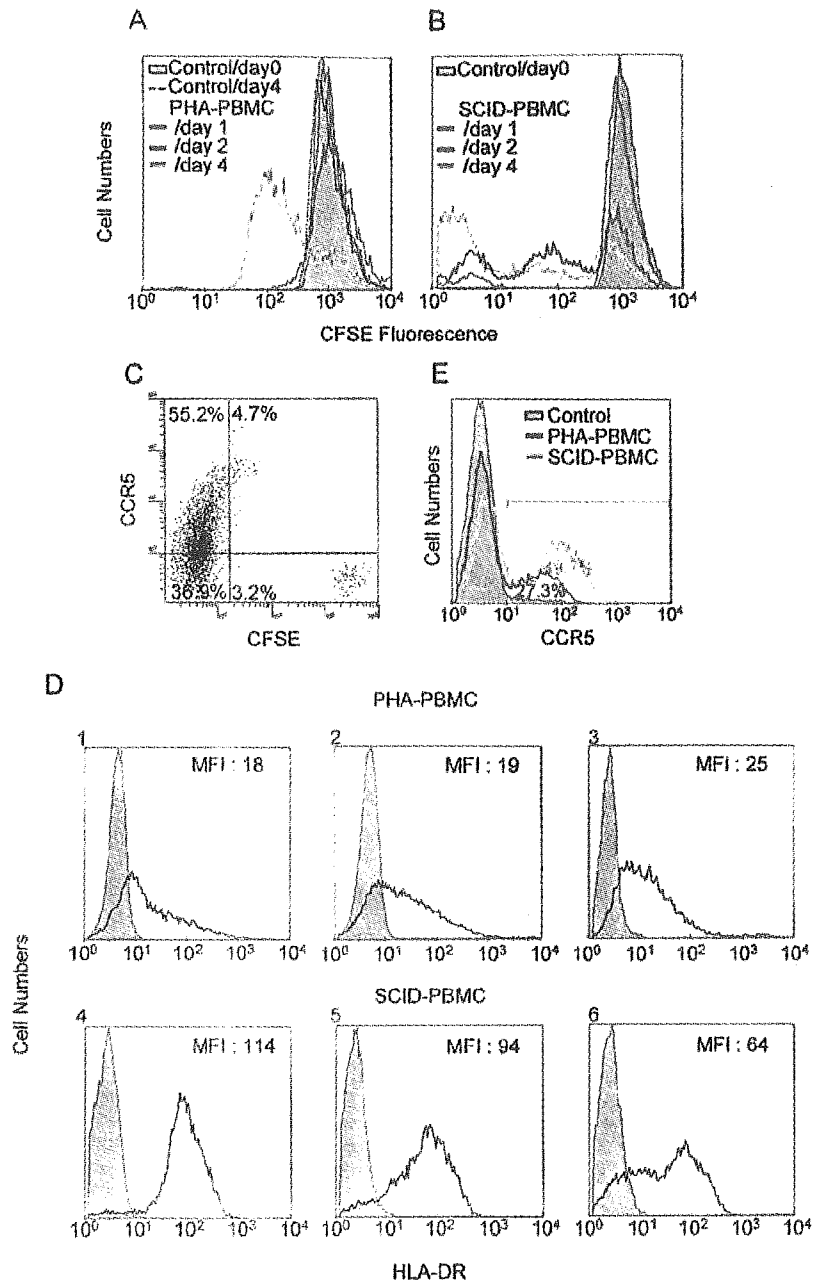 A
Control/day0
Control/day4
PHA-PBMC
/day 1
/day 2
/day 4
Cell Numbers
10⁰ 10¹ 10² 10³ 10⁴
B
Control/day0
SCID-PBMC
/day 1
/day 2
/day 4
10⁰ 10¹ 10² 10³ 10⁴
CFSE Fluorescence
C
55.2% 4.7%
36.9% 3.2%
CCR5
CFSE
E
Control
PHA-PBMC
SCID-PBMC
Cell Numbers
27.3%
10⁰ 10¹ 10² 10³ 10⁴
CCR5
D
PHA-PBMC
1
MFI : 18
10⁰ 10¹ 10² 10³ 10⁴
2
MFI : 19
10⁰ 10¹ 10² 10³ 10⁴
3
MFI : 25
10⁰ 10¹ 10² 10³ 10⁴
Cell Numbers
SCID-PBMC
4
MFI : 114
10⁰ 10¹ 10² 10³ 10⁴
5
MFI : 94
10⁰ 10¹ 10² 10³ 10⁴
6
MFI : 64
10⁰ 10¹ 10² 10³ 10⁴
HLA-DR